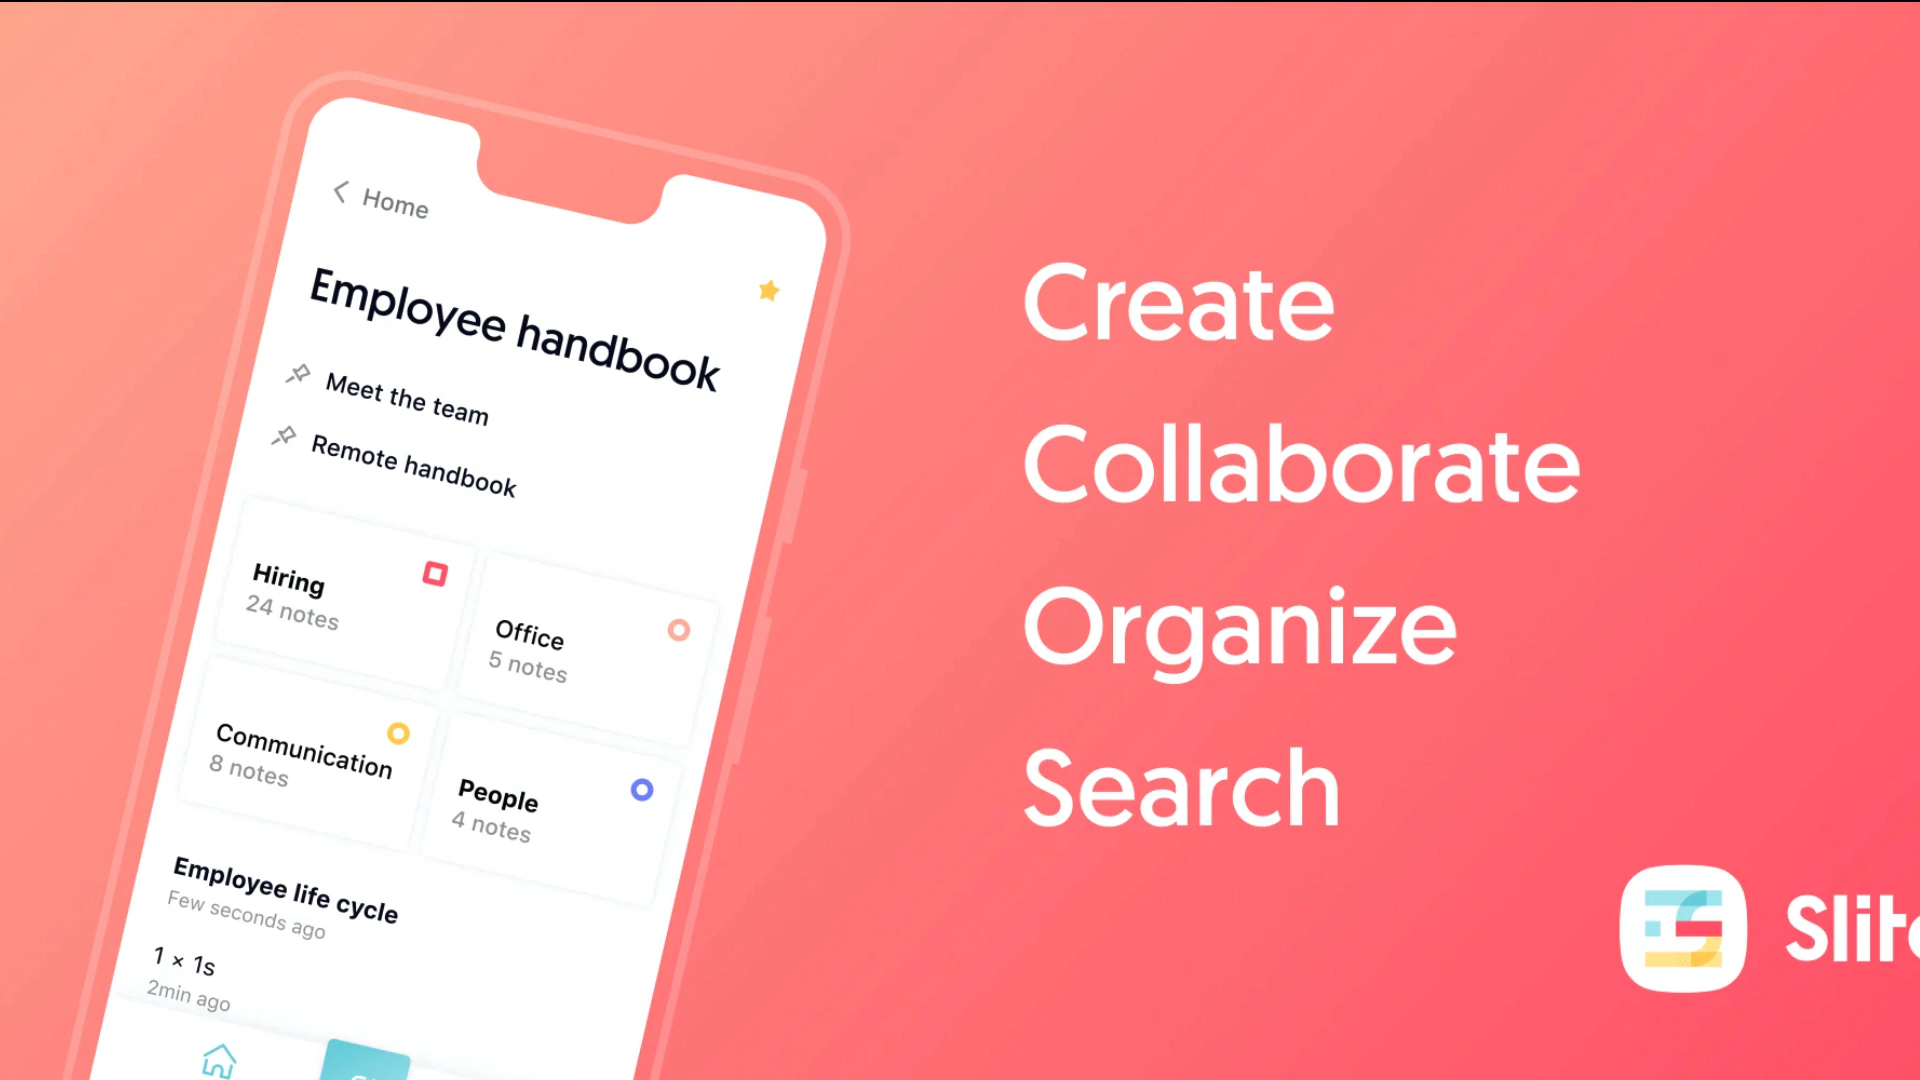 Home
Employee handbook
Meet the team
Remote handbook
Hiring
24 notes
Office
5 notes
Communication
8 notes
People
4 notes
Employee life cycle
Few seconds ago
1 × 1s
2min ago
Create
Collaborate
Organize
Search